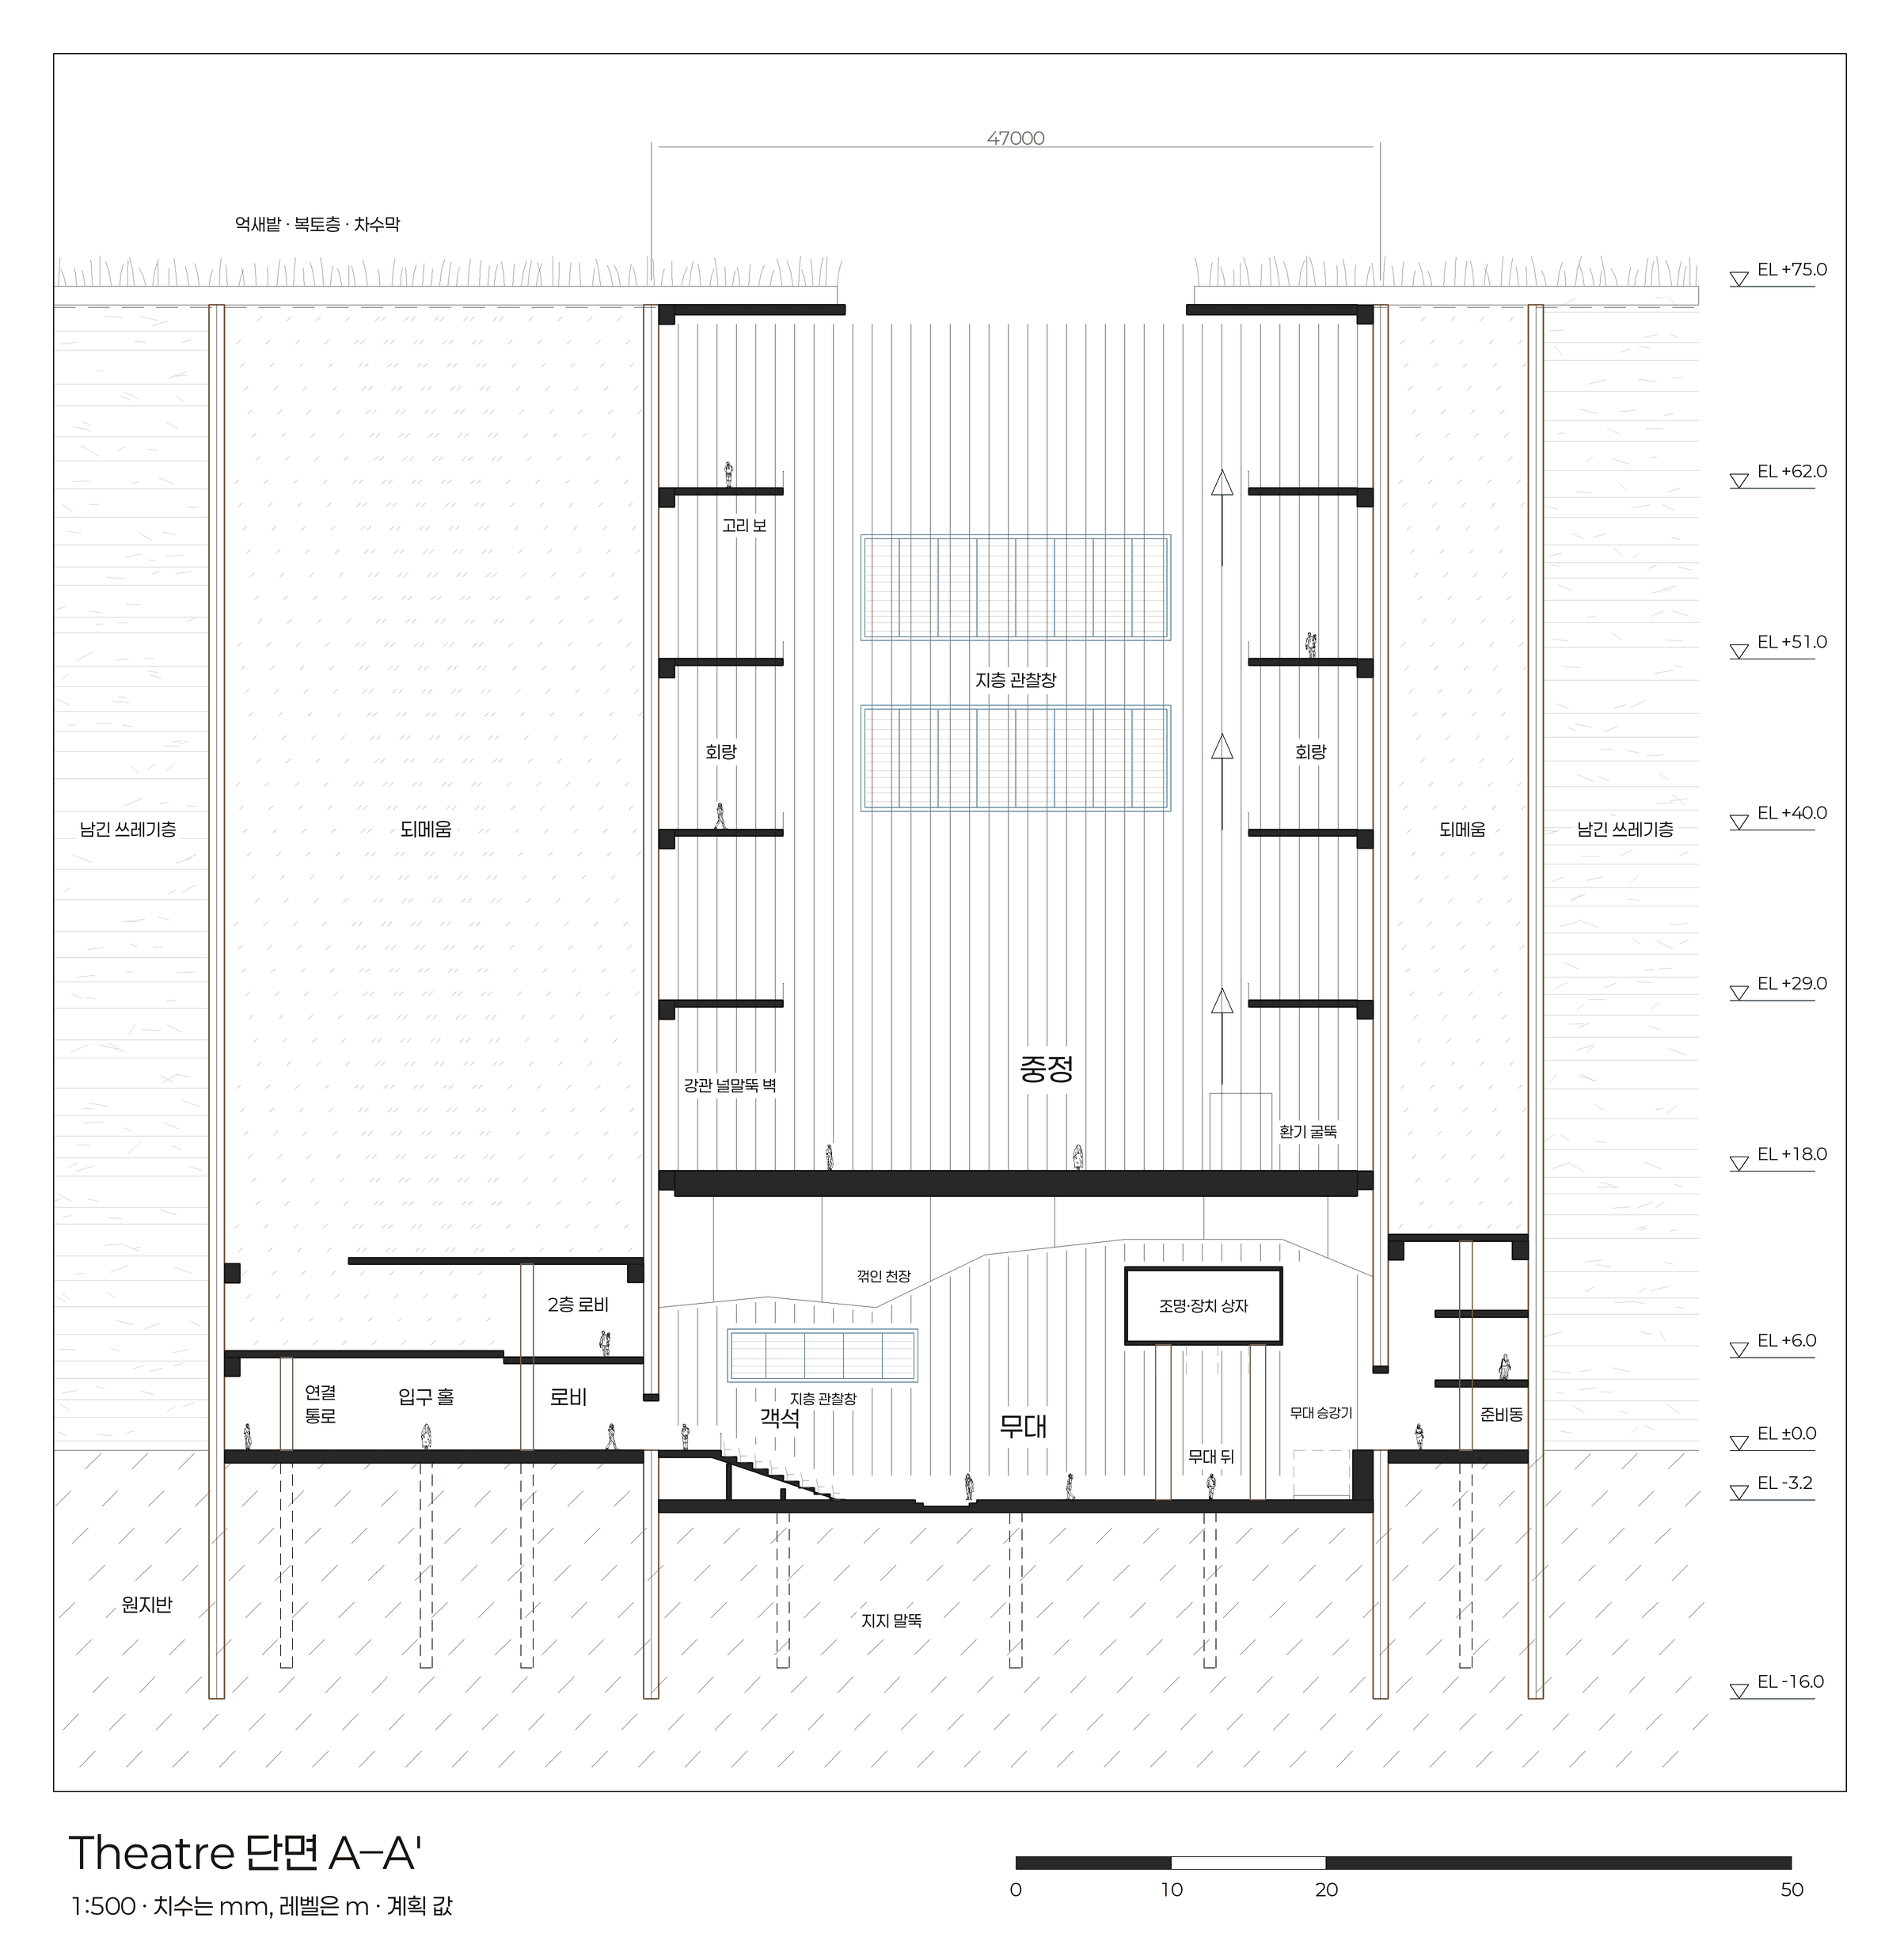 47000
억새밭 · 복토층 · 차수막
EL +75.0
EL +62.0
고리 보
EL +51.0
지층 관찰창
회랑
회랑
EL +40.0
남긴 쓰레기층
되메움
되메움
남긴 쓰레기층
EL +29.0
중정
강관 널말뚝 벽
환기 굴뚝
EL +18.0
꺾인 천장
2층 로비
조명·장치 상자
EL +6.0
연결
통로
입구 홀
로비
지층 관찰창
객석
무대
무대 승강기
준비동
EL ±0.0
무대 뒤
EL -3.2
원지반
지지 말뚝
EL -16.0
Theatre 단면 A–A'
1:500 · 치수는 mm, 레벨은 m · 계획 값
0 10 20 50